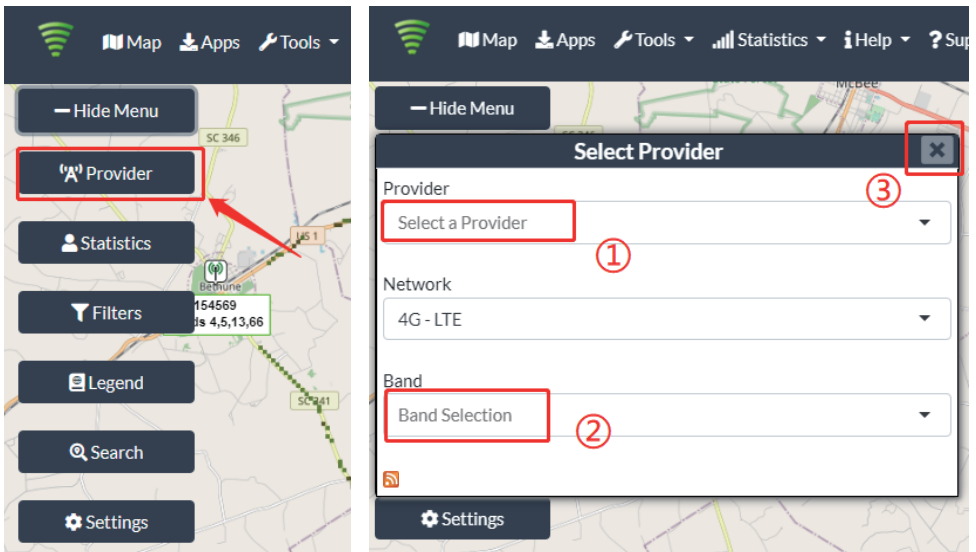 Map Apps Tools
Hide Menu
SC 346
Provider
Statistics
US 1
Bethune
154569
ds 4,5,13,66
Filters
Legend
SC 341
Search
Settings
Map Apps Tools Statistics Help ? Sup
McBee
Hide Menu
Select Provider
Provider
③
Select a Provider
①
Network
4G - LTE
Band
Band Selection
②
Settings